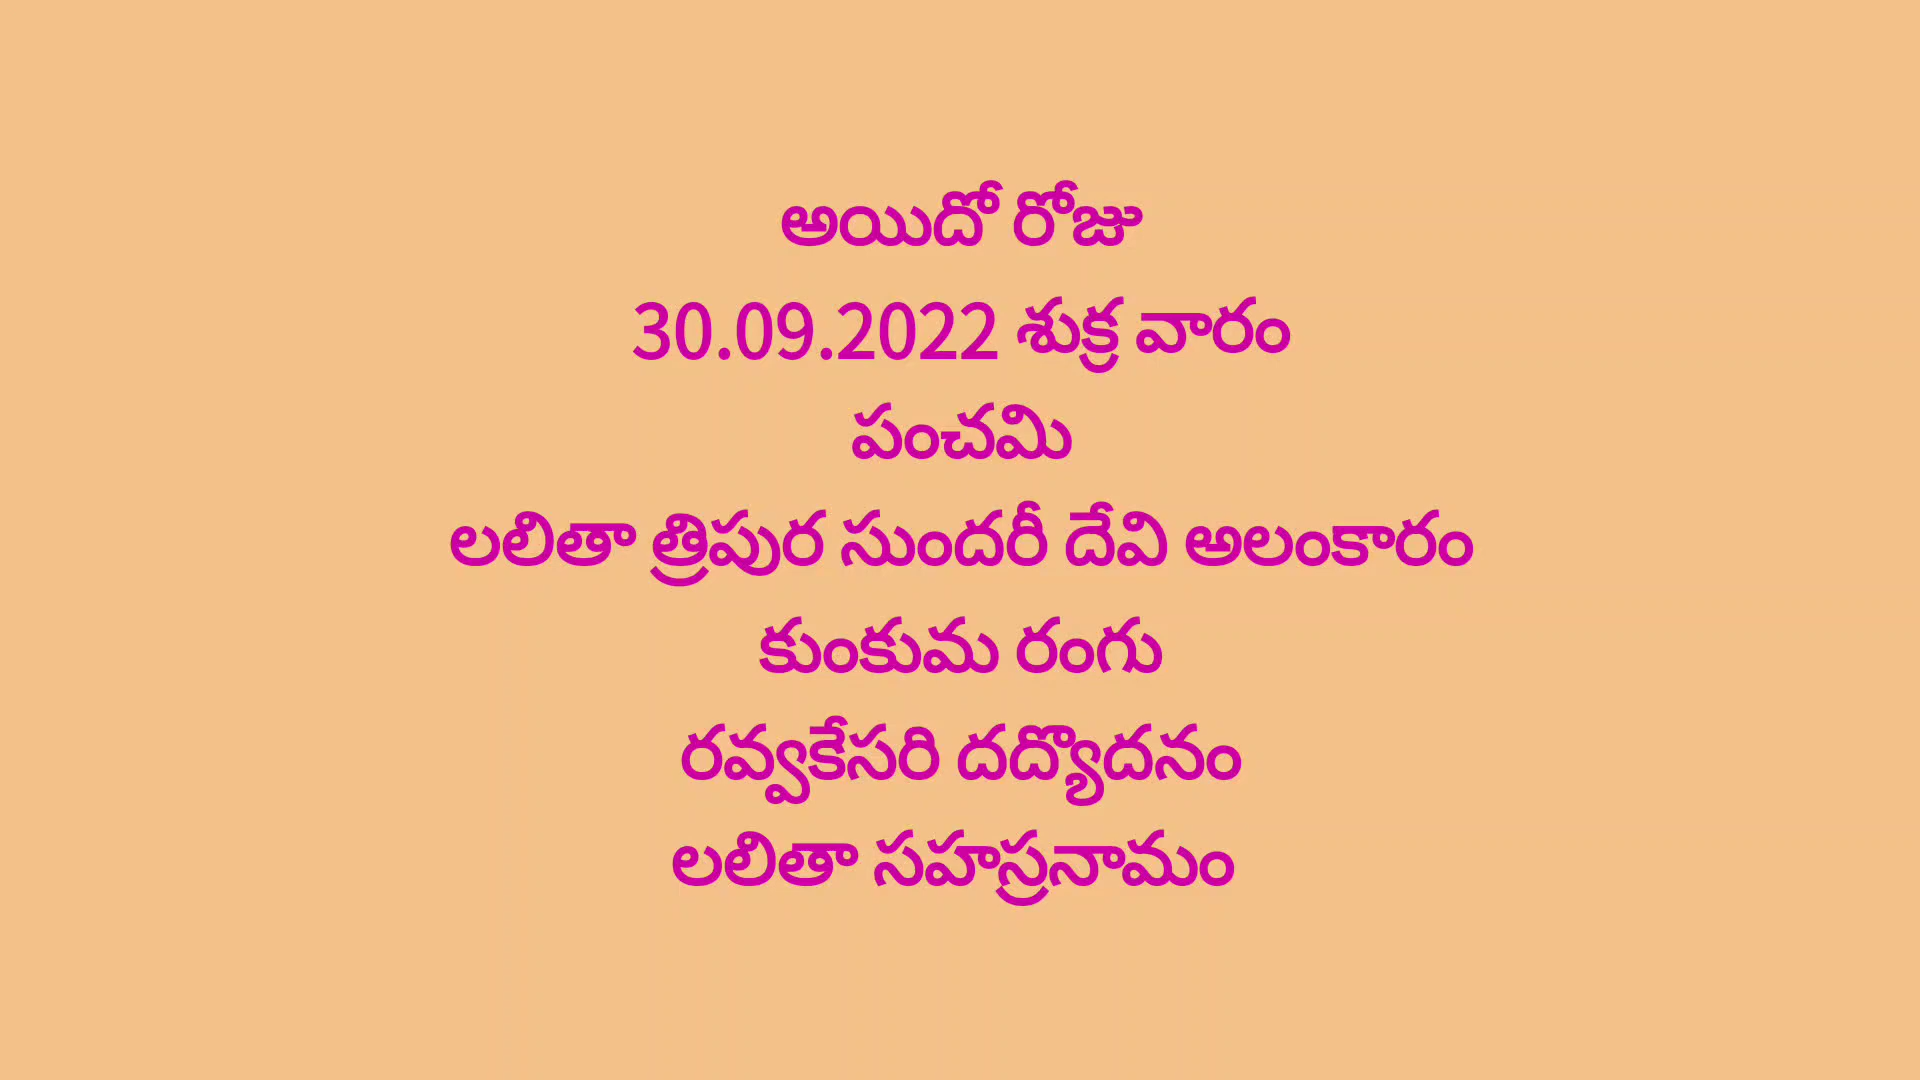 అయిదో రోజు
30.09.2022 శుక్ర వారం
పంచమి
లలితా త్రిపుర సుందరీ దేవి అలంకారం
కుంకుమ రంగు
రవ్వకేసరి దద్యొదనం
లలితా సహస్రనామం